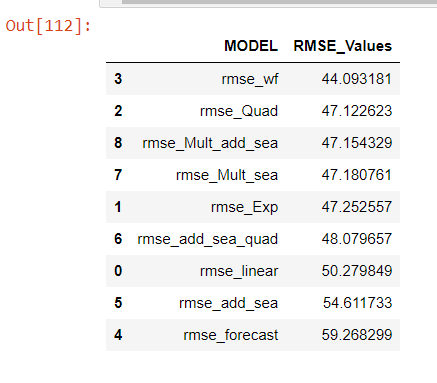 Out[112]:
MODEL RMSE_Values
3 rmse_wf 44.093181
2 rmse_Quad 47.122623
8 rmse_Mult_add_sea 47.154329
7 rmse_Mult_sea 47.180761
1 rmse_Exp 47.252557
6 rmse_add_sea_quad 48.079657
0 rmse_linear 50.279849
5 rmse_add_sea 54.611733
4 rmse_forecast 59.268299